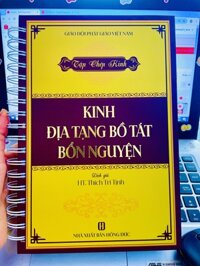 GIÁO HỘI PHẬT GIÁO VIỆT NAM
Tập Chép Kinh
KINH
ĐỊA TẠNG BỒ TÁT
BỔN NGUYỆN
Dịch giả
HT. Thích Trí Tịnh
NHÀ XUẤT BẢN HỒNG ĐỨC